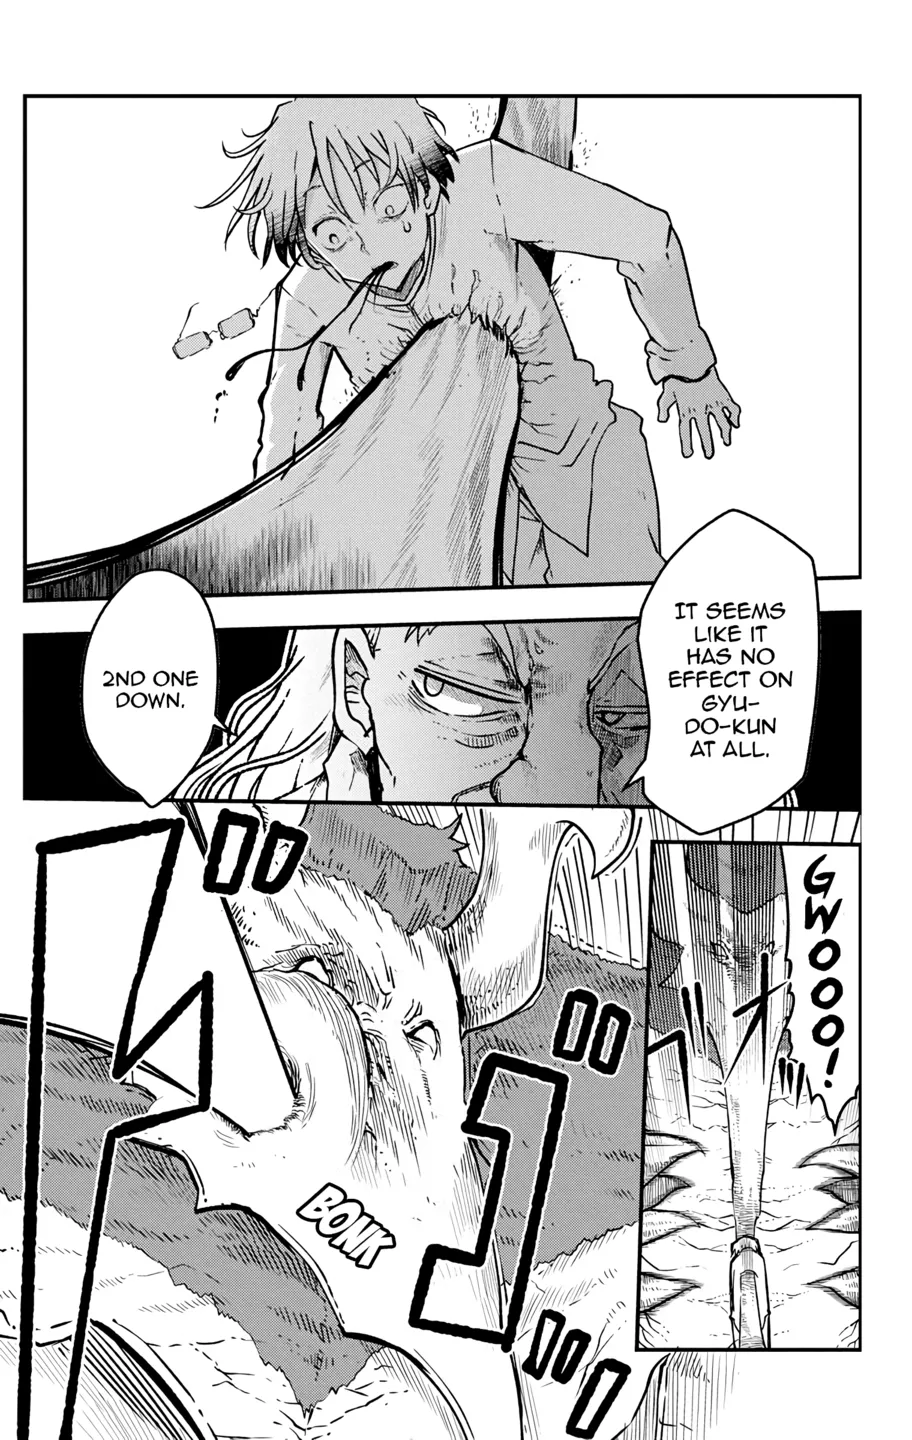 IT SEEMS
LIKE IT
HAS NO
EFFECT ON
GYU-
DO-KUN
AT ALL.
2ND ONE
DOWN.
GWOOO!
BONK